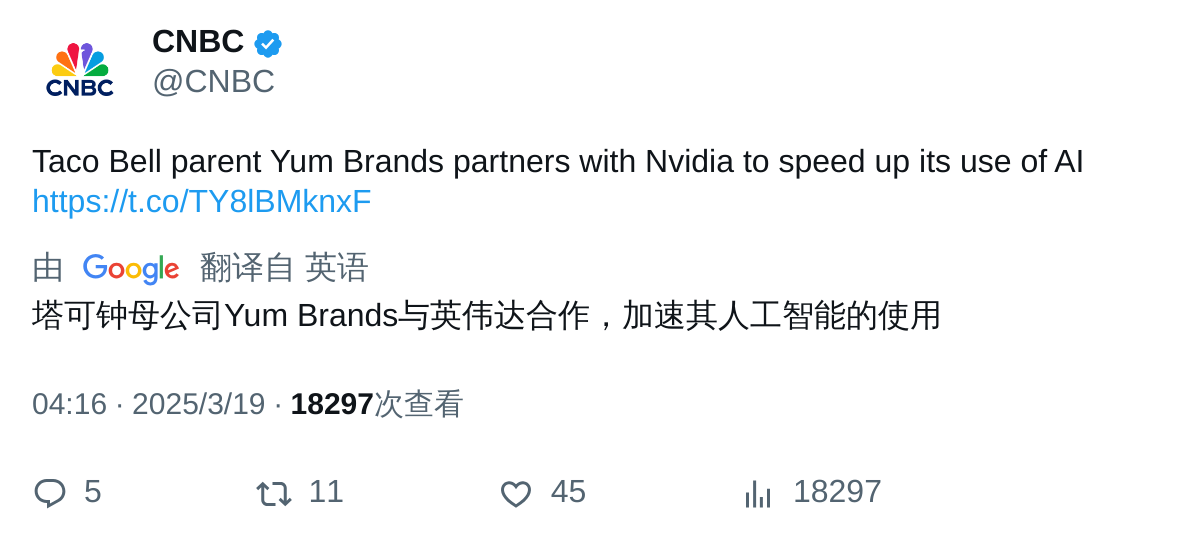 CNBC
CNBC
@CNBC
Taco Bell parent Yum Brands partners with Nvidia to speed up its use of AI
https://t.co/TY8lBMknxF
由 Google 翻译自 英语
塔可钟母公司Yum Brands与英伟达合作，加速其人工智能的使用
04:16 · 2025/3/19 · 18297次查看
5 11 45 18297